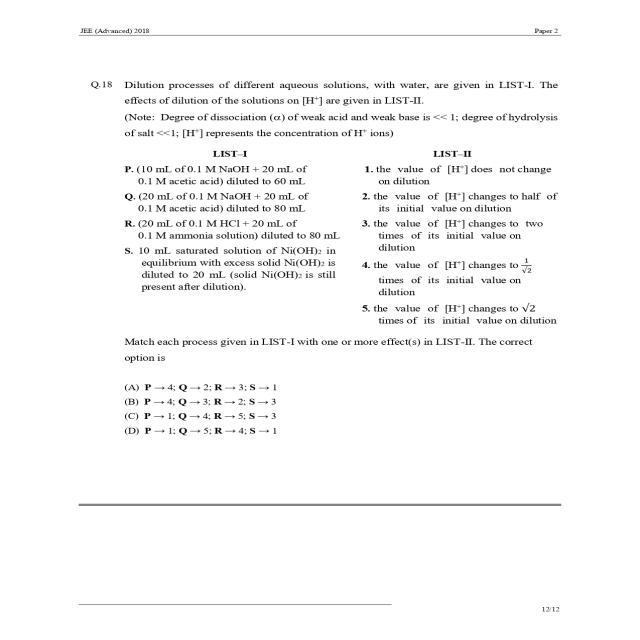 JEE (Advanced) 2018 Paper 2
Q.18 Dilution processes of different aqueous solutions, with water, are given in LIST-I. The
effects of dilution of the solutions on [H⁺] are given in LIST-II.
(Note: Degree of dissociation (α) of weak acid and weak base is << 1; degree of hydrolysis
of salt <<1; [H⁺] represents the concentration of H⁺ ions)
LIST–I
P. (10 mL of 0.1 M NaOH + 20 mL of
0.1 M acetic acid) diluted to 60 mL
Q. (20 mL of 0.1 M NaOH + 20 mL of
0.1 M acetic acid) diluted to 80 mL
R. (20 mL of 0.1 M HCl + 20 mL of
0.1 M ammonia solution) diluted to 80 mL
S. 10 mL saturated solution of Ni(OH)₂ in
equilibrium with excess solid Ni(OH)₂ is
diluted to 20 mL (solid Ni(OH)₂ is still
present after dilution).
LIST–II
1. the value of [H⁺] does not change
on dilution
2. the value of [H⁺] changes to half of
its initial value on dilution
3. the value of [H⁺] changes to two
times of its initial value on
dilution
4. the value of [H⁺] changes to 1/√2
times of its initial value on
dilution
5. the value of [H⁺] changes to √2
times of its initial value on dilution
Match each process given in LIST-I with one or more effect(s) in LIST-II. The correct
option is
(A) P → 4; Q → 2; R → 3; S → 1
(B) P → 4; Q → 3; R → 2; S → 3
(C) P → 1; Q → 4; R → 5; S → 3
(D) P → 1; Q → 5; R → 4; S → 1
12/12